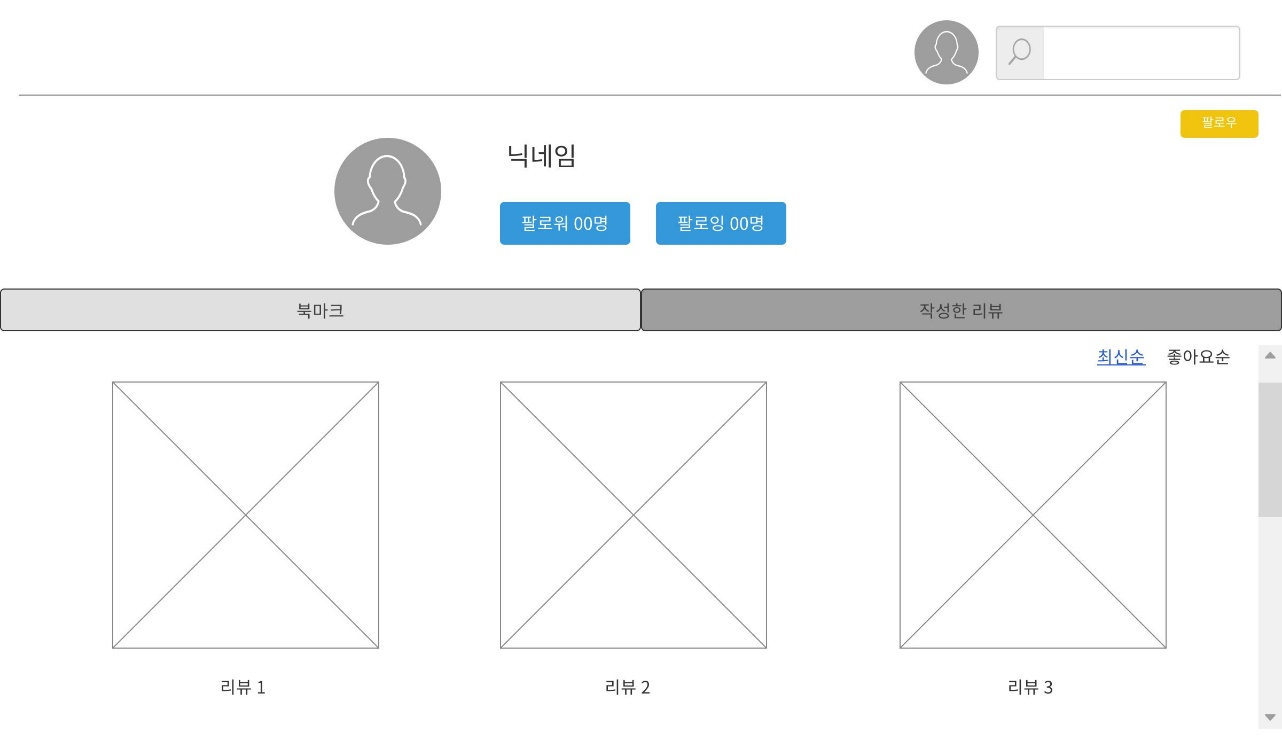 팔로우
닉네임
팔로워 00명 팔로잉 00명
북마크 작성한 리뷰
최신순 좋아요순
리뷰 1 리뷰 2 리뷰 3